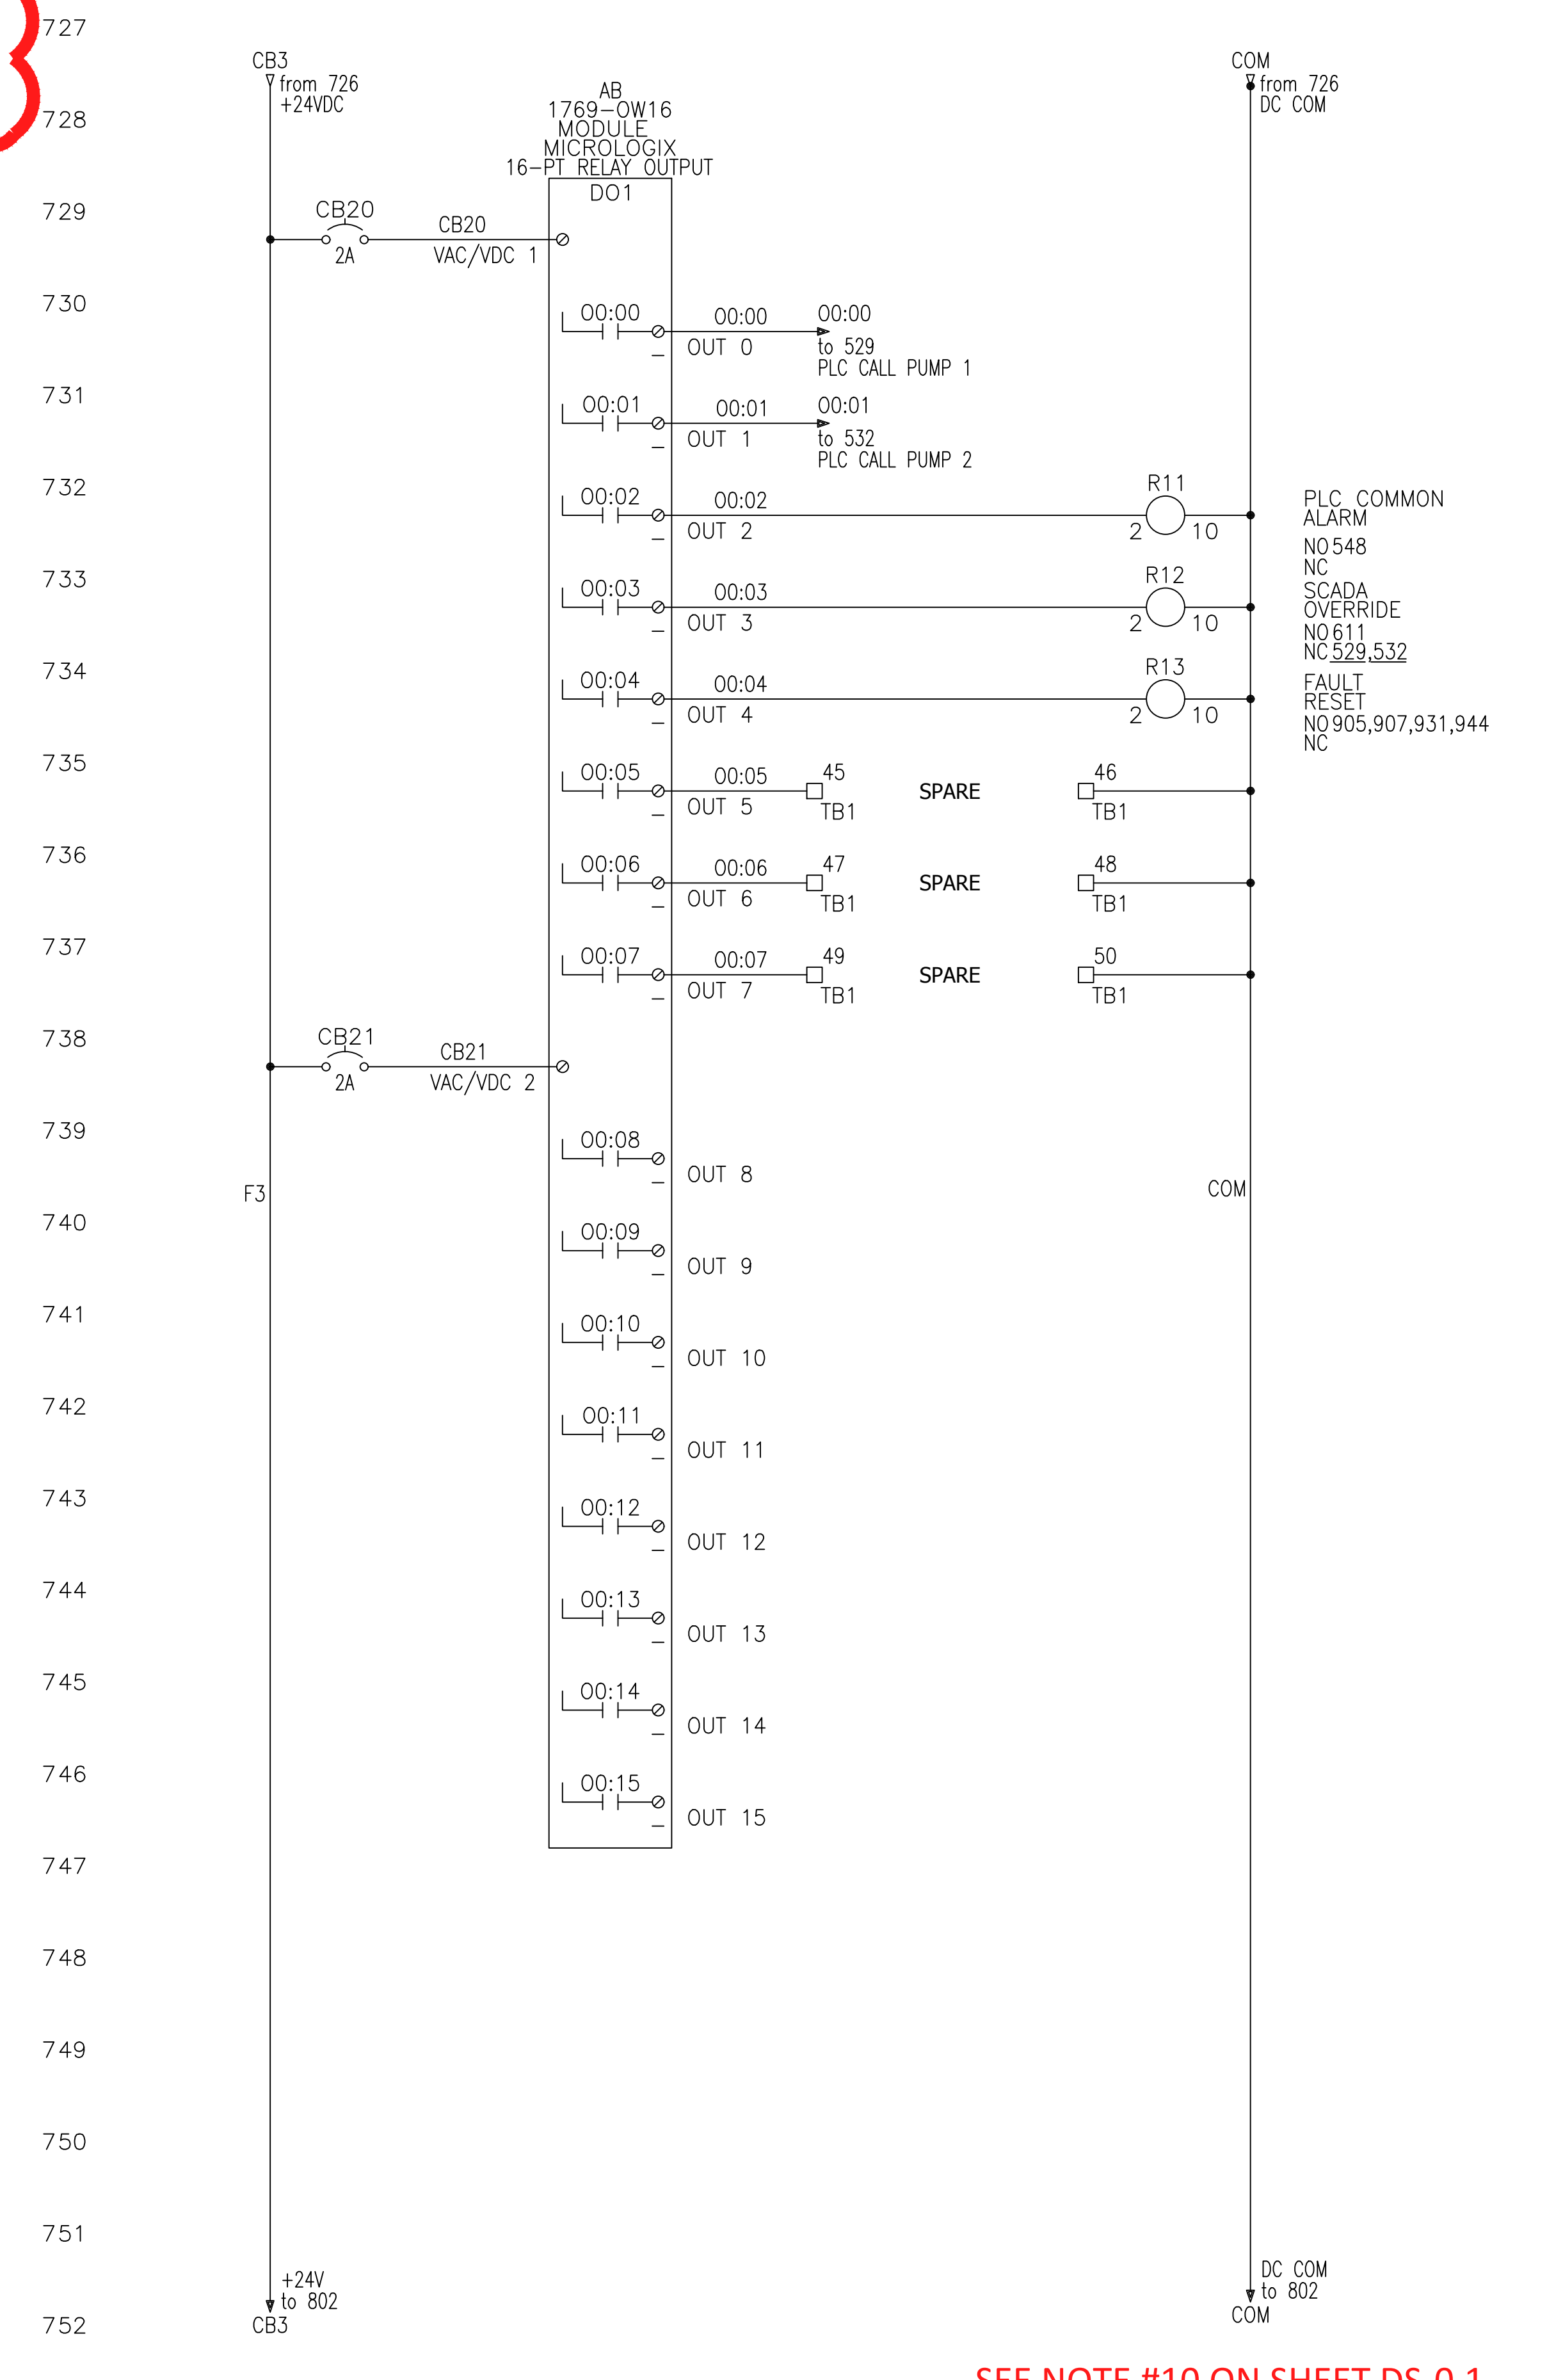 727
CB3
from 726
+24VDC
COM
from 726
DC COM
728
AB
1769-OW16
MODULE
MICROLOGIX
16-PT RELAY OUTPUT
DO1
729
CB20
2A
CB20
VAC/VDC 1
730
O0:00
O0:00
OUT 0
O0:00
to 529
PLC CALL PUMP 1
731
O0:01
O0:01
OUT 1
O0:01
to 532
PLC CALL PUMP 2
732
O0:02
O0:02
OUT 2
R11
2 10
PLC COMMON
ALARM
NO 548
NC
733
O0:03
O0:03
OUT 3
R12
2 10
SCADA
OVERRIDE
NO 611
NC 529,532
734
O0:04
O0:04
OUT 4
R13
2 10
FAULT
RESET
NO 905,907,931,944
NC
735
O0:05
O0:05
OUT 5
45
TB1
SPARE
46
TB1
736
O0:06
O0:06
OUT 6
47
TB1
SPARE
48
TB1
737
O0:07
O0:07
OUT 7
49
TB1
SPARE
50
TB1
738
CB21
2A
CB21
VAC/VDC 2
739
O0:08
OUT 8
F3
COM
740
O0:09
OUT 9
741
O0:10
OUT 10
742
O0:11
OUT 11
743
O0:12
OUT 12
744
O0:13
OUT 13
745
O0:14
OUT 14
746
O0:15
OUT 15
747
748
749
750
751
+24V
to 802
CB3
DC COM
to 802
COM
752
SEE NOTE #10 ON SHEET DS-0.1